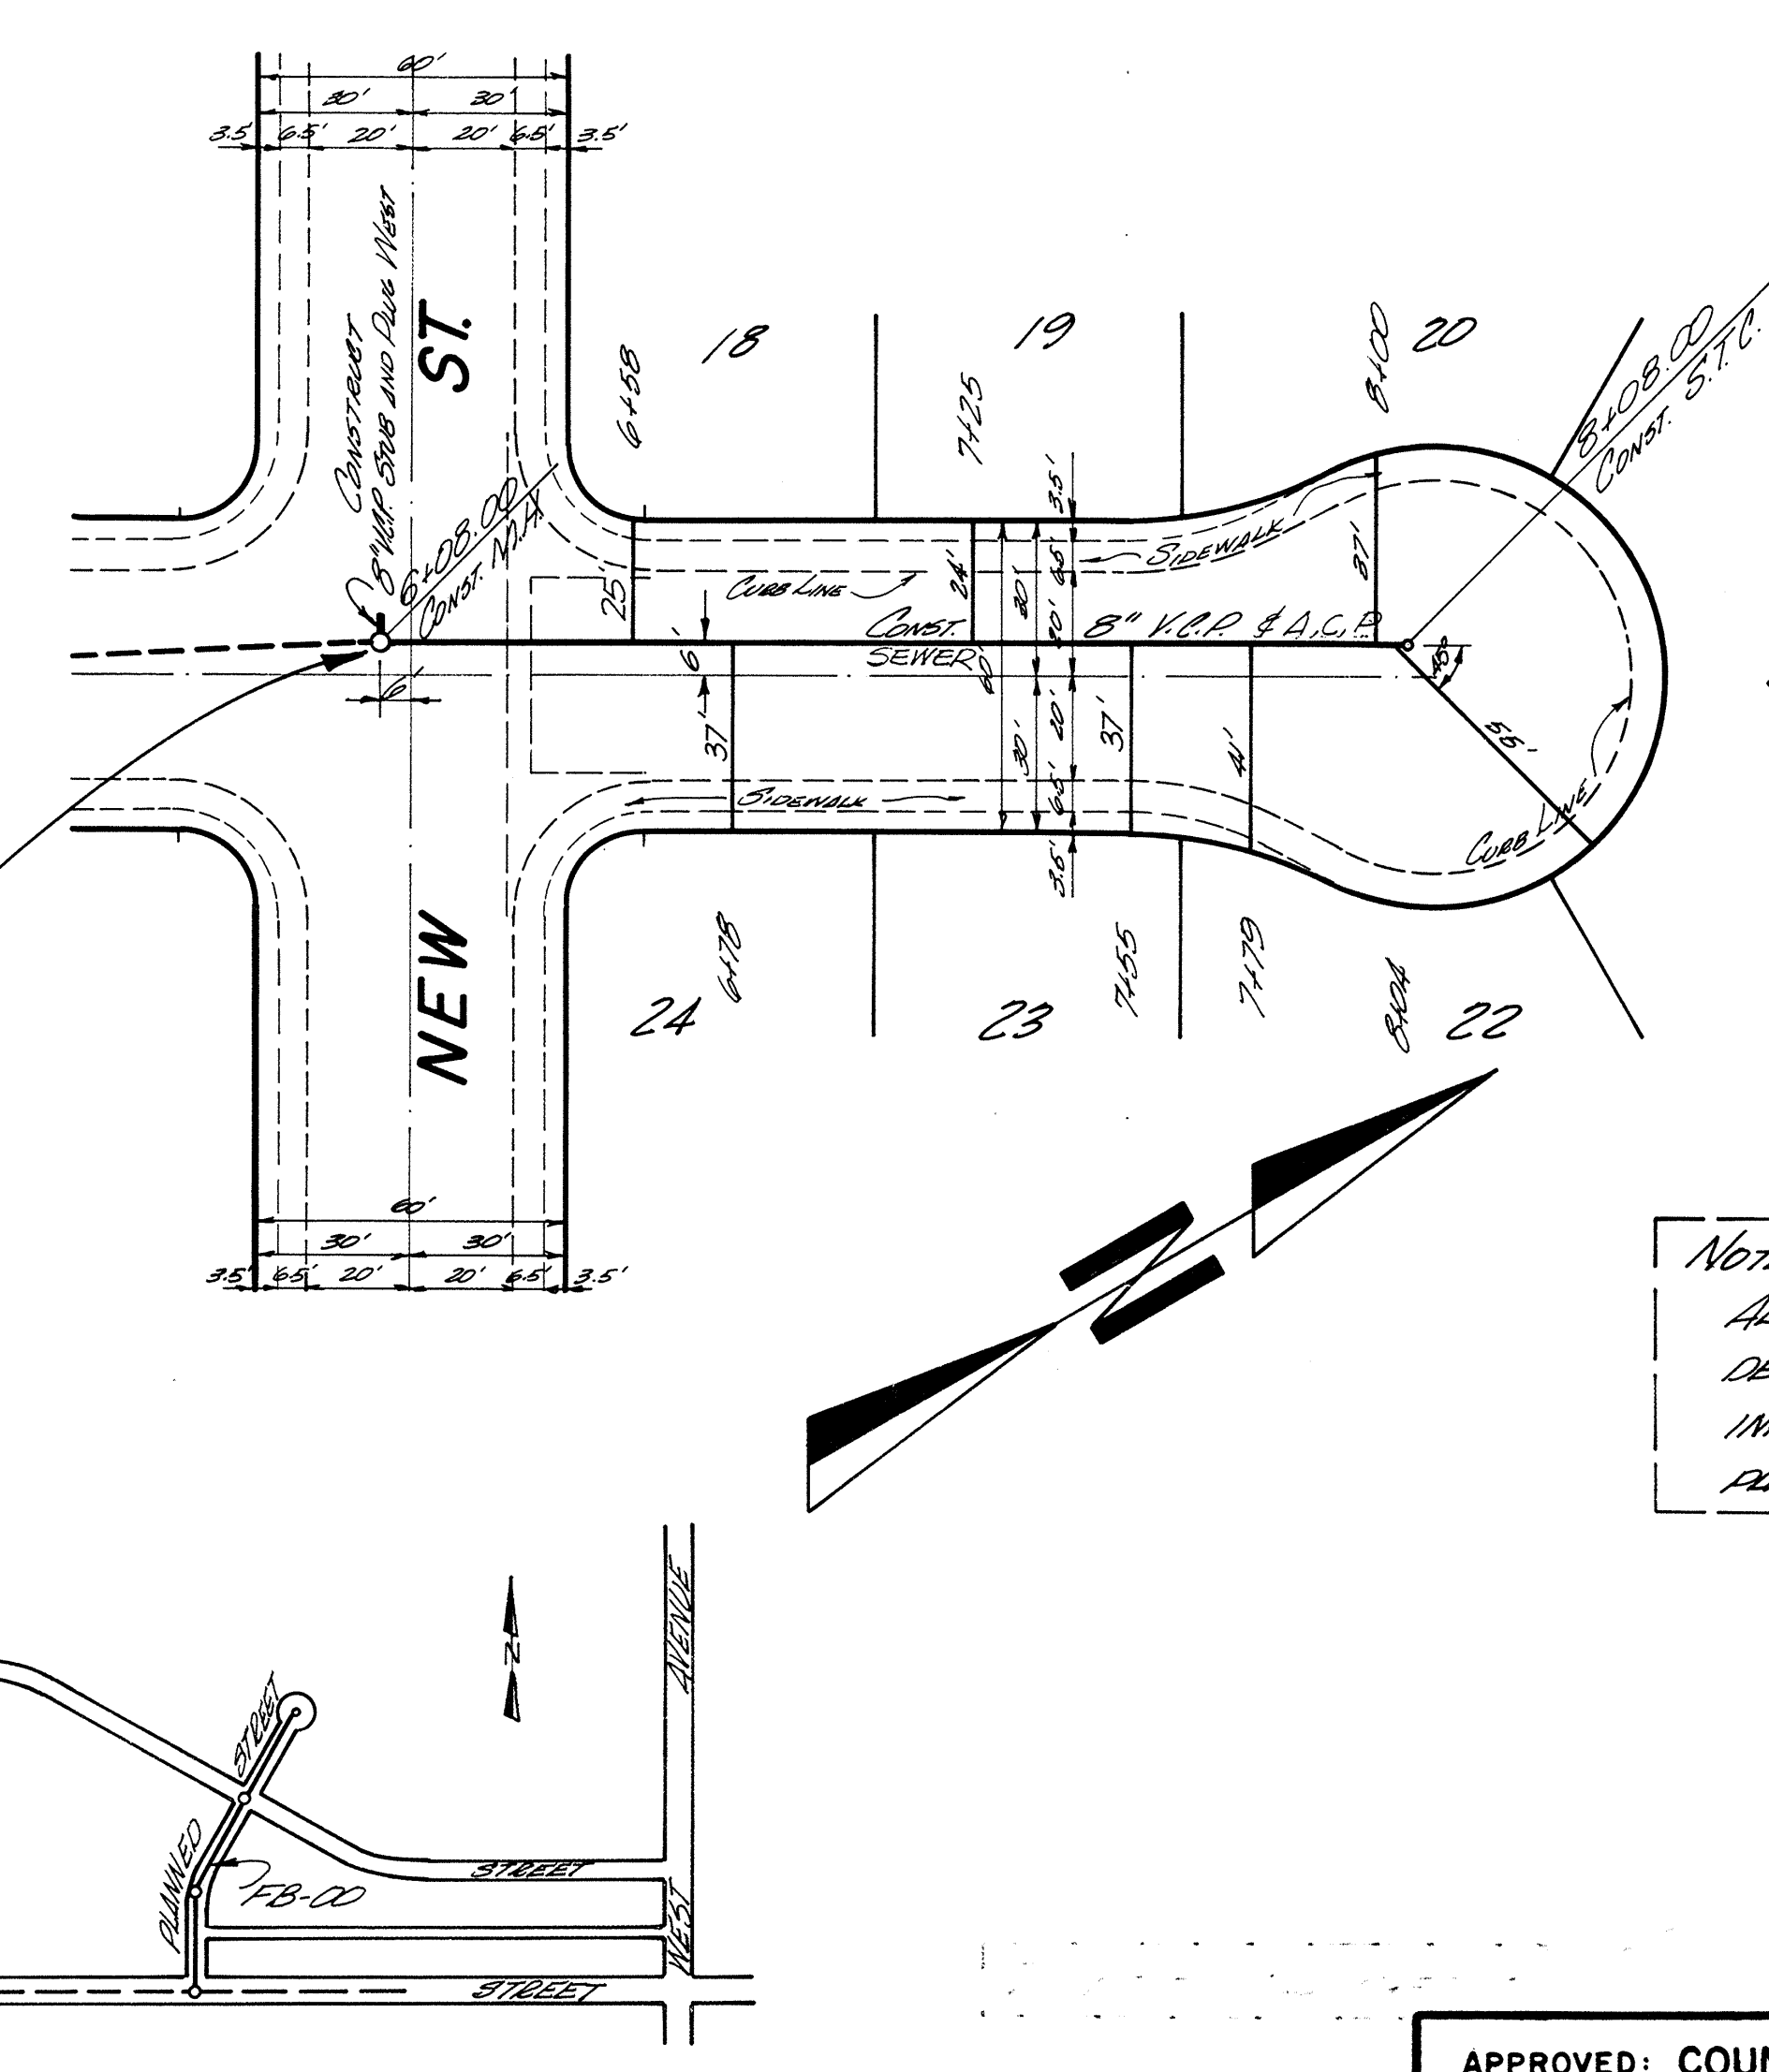 60'
30' 30'
3.5' 6.5' 20' 20' 6.5' 3.5'
CONSTRUCT
8" V.C.P. STUB AND PLUG WEST
ST.
6+08.00
CONST. M.H.
6+58
18
7+25
19
8+00
20
8+08.00
CONST. S.T.C.
25'
CURB LINE
24'
30'
3.5'
6.5'
20'
SIDEWALK
37'
CONST.
SEWER
8" V.C.P. & A.C.P.
6'
6'
60'
45°
37'
30'
20'
6.5'
3.5'
37'
41'
55'
SIDEWALK
CURB LINE
NEW
24
6+78
23
7+55
7+79
8+04
22
60'
30' 30'
3.5' 6.5' 20' 20' 6.5' 3.5'
N
N
AVENUE
STREET
PLANNED
FB-00
STREET
WEST
STREET
APPROVED: